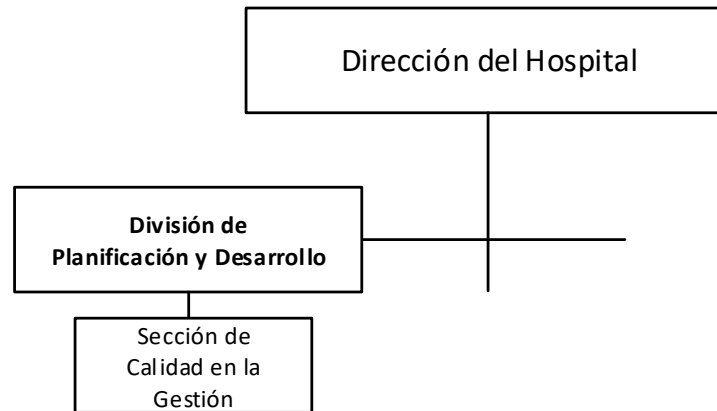 Dirección del Hospital
División de
Planificación y Desarrollo
Sección de
Calidad en la
Gestión